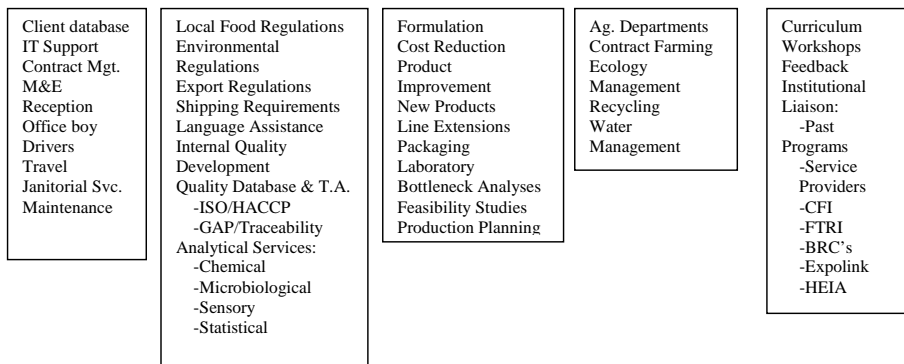 Client database
IT Support
Contract Mgt.
M&E
Reception
Office boy
Drivers
Travel
Janitorial Svc.
Maintenance
Local Food Regulations
Environmental
Regulations
Export Regulations
Shipping Requirements
Language Assistance
Internal Quality
Development
Quality Database & T.A.
-ISO/HACCP
-GAP/Traceability
Analytical Services:
-Chemical
-Microbiological
-Sensory
-Statistical
Formulation
Cost Reduction
Product
Improvement
New Products
Line Extensions
Packaging
Laboratory
Bottleneck Analyses
Feasibility Studies
Production Planning
Ag. Departments
Contract Farming
Ecology
Management
Recycling
Water
Management
Curriculum
Workshops
Feedback
Institutional
Liaison:
-Past
Programs
-Service
Providers
-CFI
-FTRI
-BRC's
-Expolink
-HEIA